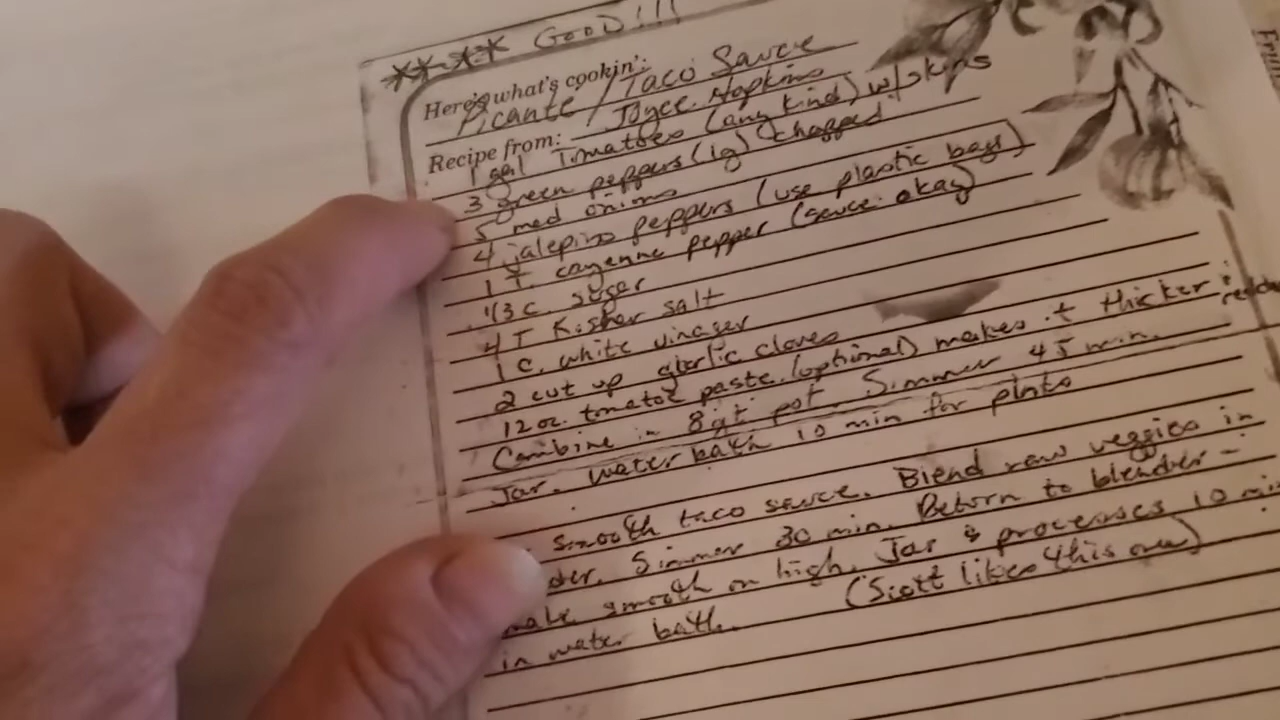 **** GOOD!!!
Here's what's cookin':
Picante / Taco Sauce
Recipe from: Joyce Hopkins
1 gal Tomatoes (any kind) w/skins
3 green peppers (lg) chopped
5 med onions
4 jalepino peppers (use plastic bags)
1 T. cayenne pepper (sauce okay)
1/3 c. sugar
4 T Kosher salt
1 c. white vinager
2 cut up garlic cloves
12 oz. tomatoe paste (optional) makes it thicker &
Combine in 8 qt pot. Simmer 45 min.
Jar. water bath 10 min for pints
smooth taco sauce. Blend raw veggies in
der. Simmer 30 min. Return to blender -
make smooth on high. Jar & processes 10 min
in water bath. (Scott likes this one)